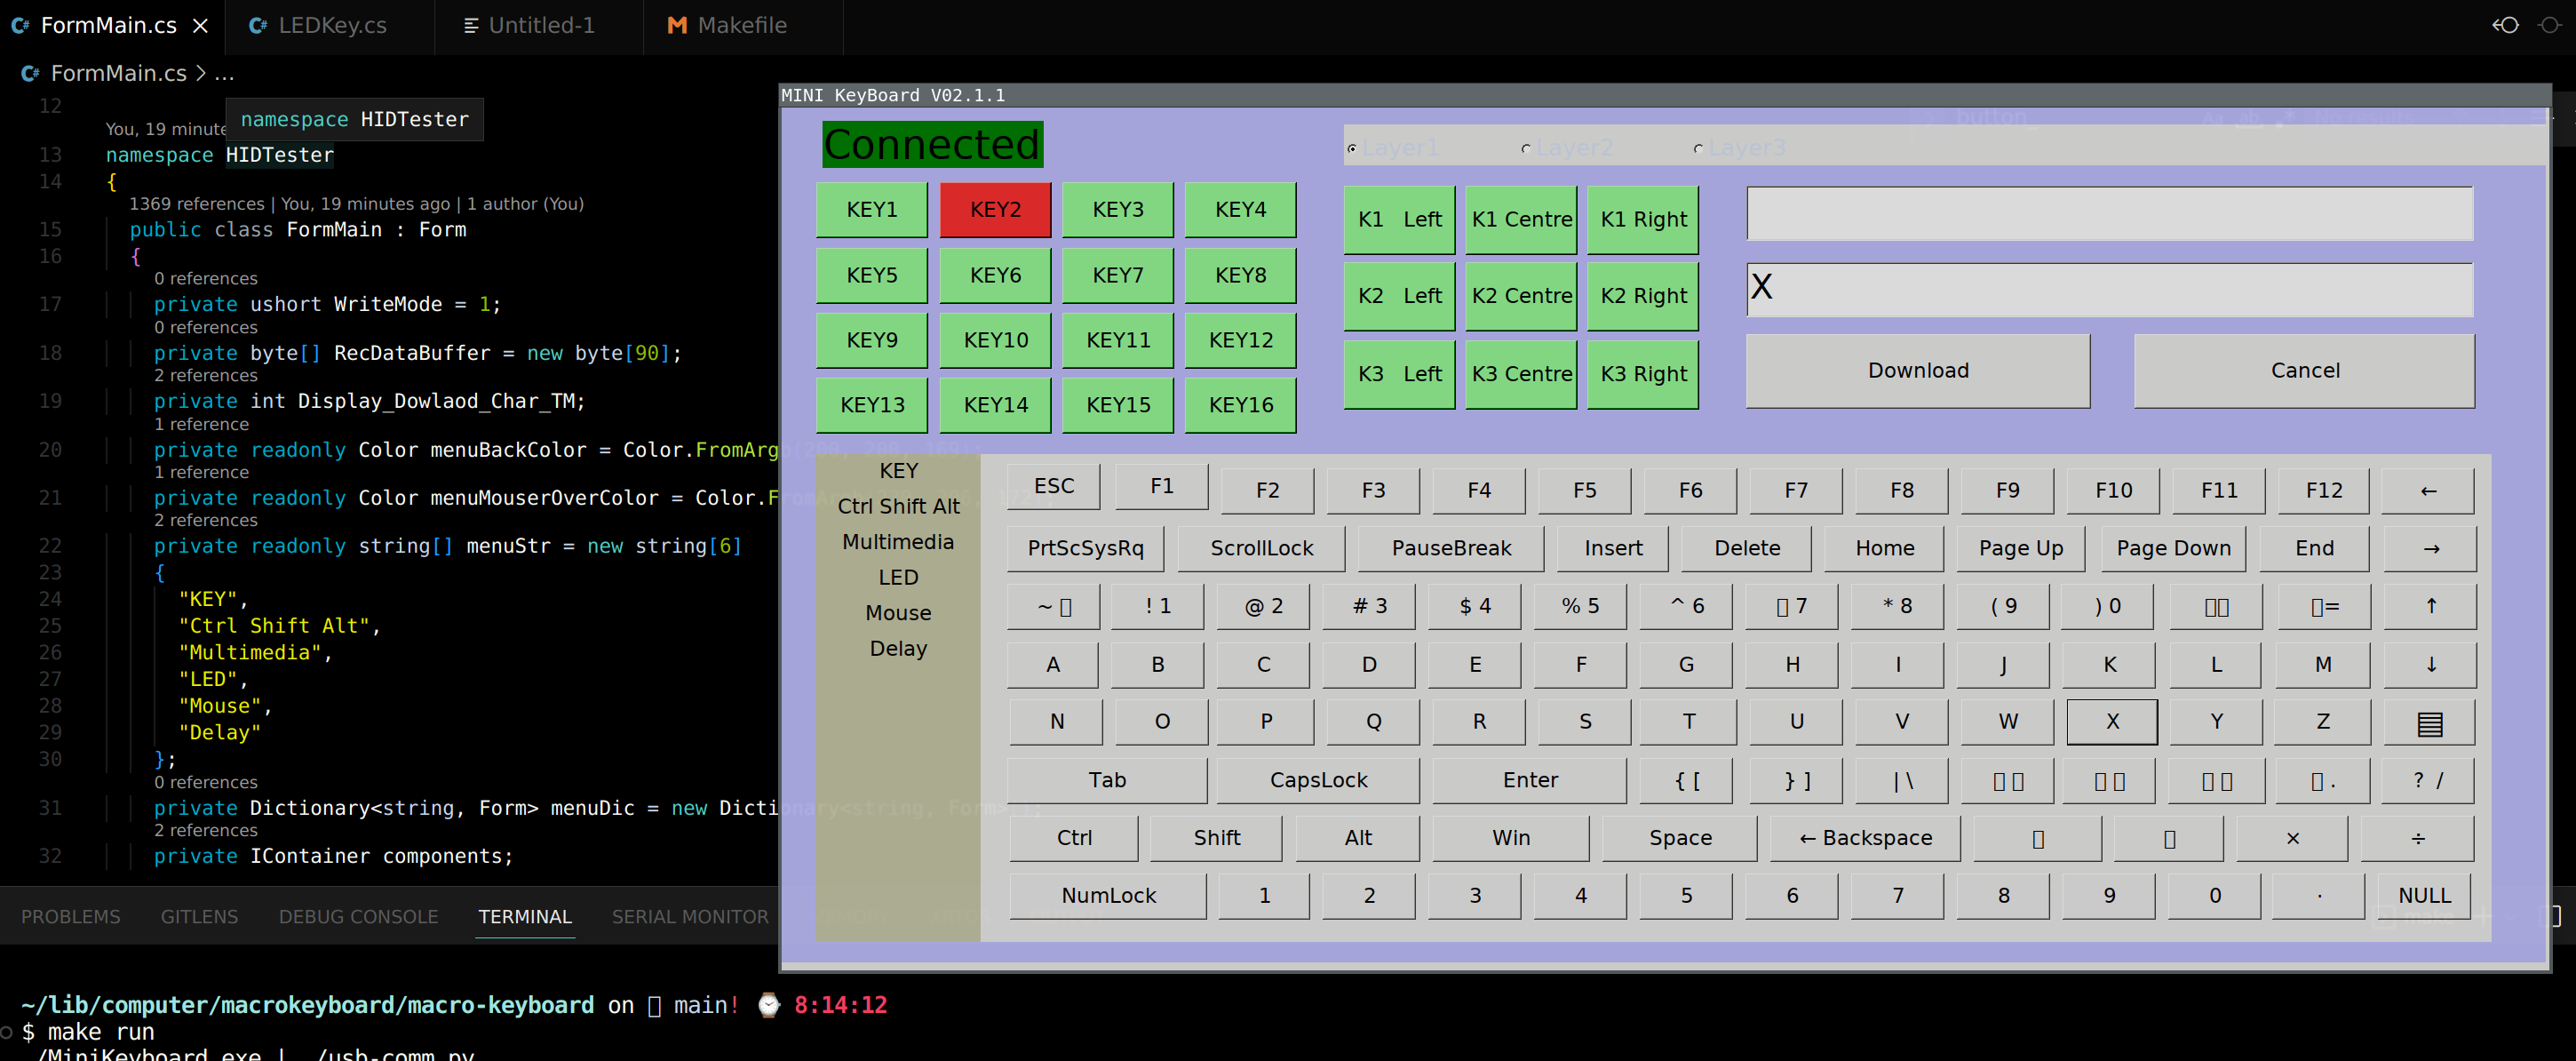 FormMain.cs
LEDKey.cs
Untitled-1
Makefile
FormMain.cs > ...
12
You, 19 minute
namespace HIDTester
13 namespace HIDTester
14 {
1369 references | You, 19 minutes ago | 1 author (You)
15 public class FormMain : Form
16 {
0 references
17 private ushort WriteMode = 1;
0 references
18 private byte[] RecDataBuffer = new byte[90];
2 references
19 private int Display_Dowlaod_Char_TM;
1 reference
20 private readonly Color menuBackColor = Color.FromArg
1 reference
21 private readonly Color menuMouserOverColor = Color.F
2 references
22 private readonly string[] menuStr = new string[6]
23 {
24 "KEY",
25 "Ctrl Shift Alt",
26 "Multimedia",
27 "LED",
28 "Mouse",
29 "Delay"
30 };
0 references
31 private Dictionary<string, Form> menuDic = new Dictionary<string, Form>();
2 references
32 private IContainer components;
PROBLEMS GITLENS DEBUG CONSOLE TERMINAL SERIAL MONITOR
~/lib/computer/macrokeyboard/macro-keyboard on main! ⌚ 8:14:12
$ make run
./MiniKeyboard.exe | ./usb-comm.py
MINI KeyBoard V02.1.1
button
No results
Connected
Layer1 Layer2 Layer3
KEY1 KEY2 KEY3 KEY4
KEY5 KEY6 KEY7 KEY8
KEY9 KEY10 KEY11 KEY12
KEY13 KEY14 KEY15 KEY16
K1 Left K1 Centre K1 Right
K2 Left K2 Centre K2 Right
K3 Left K3 Centre K3 Right
X
Download Cancel
KEY
Ctrl Shift Alt
Multimedia
LED
Mouse
Delay
ESC F1 F2 F3 F4 F5 F6 F7 F8 F9 F10 F11 F12 ←
PrtScSysRq ScrollLock PauseBreak Insert Delete Home Page Up Page Down End →
~ ! 1 @ 2 # 3 $ 4 % 5 ^ 6 7 * 8 ( 9 ) 0 = ↑
A B C D E F G H I J K L M ↓
N O P Q R S T U V W X Y Z ▤
Tab CapsLock Enter { [ } ] | \ . ? /
Ctrl Shift Alt Win Space ← Backspace × ÷
NumLock 1 2 3 4 5 6 7 8 9 0 · NULL